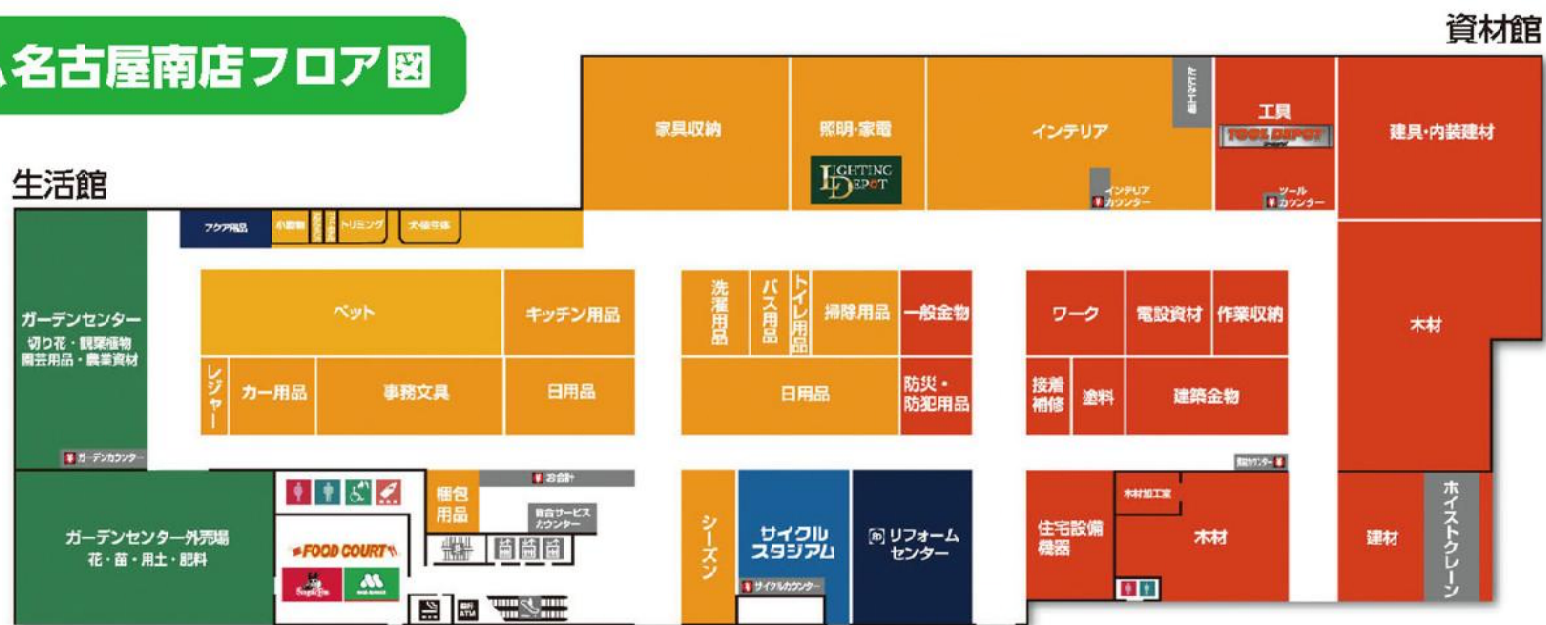 名古屋南店フロア図
資材館
生活館
家具収納
照明・家電
LIGHTING DEPOT
インテリア
インテリア
カウンター
工具
TOOL DEPOT
ツール
カウンター
建具・内装建材
アクア用品
小動物
トリミング
犬猫生体
ガーデンセンター
切り花・観葉植物
園芸用品・農業資材
ガーデンカウンター
ペット
キッチン用品
レジャー
カー用品
事務文具
日用品
洗濯用品
バス用品
トイレ用品
掃除用品
一般金物
日用品
防災・
防犯用品
ワーク
電設資材
作業収納
接着
補修
塗料
建築金物
木材
ガーデンセンター外売場
花・苗・用土・肥料
FOOD COURT
梱包
用品
お会計
総合サービス
カウンター
銀行
ATM
シーズン
サイクル
スタジアム
サイクルカウンター
リフォーム
センター
住宅設備
機器
木材加工室
木材
建材
ホイストクレーン